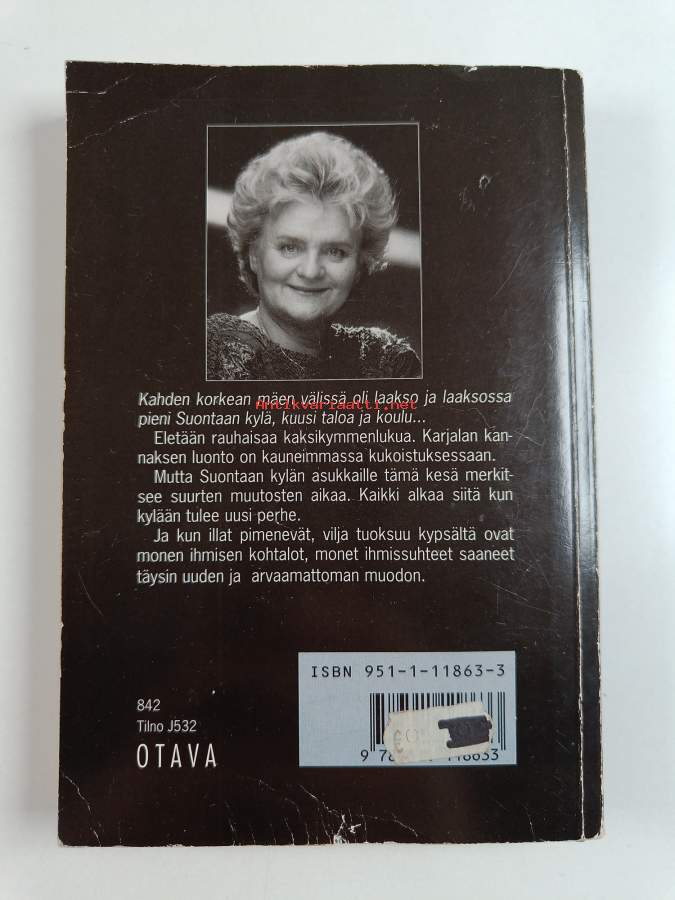 Kahden korkean mäen välissä oli laakso ja laaksossa
Antikvariaatti.net
pieni Suontaan kylä, kuusi taloa ja koulu...
Eletään rauhaisaa kaksikymmenlukua. Karjalan kan-
naksen luonto on kauneimmassa kukoistuksessaan.
Mutta Suontaan kylän asukkaille tämä kesä merkit-
see suurten muutosten aikaa. Kaikki alkaa siitä kun
kylään tulee uusi perhe.
Ja kun illat pimenevät, vilja tuoksuu kypsältä ovat
monen ihmisen kohtalot, monet ihmissuhteet saaneet
täysin uuden ja arvaamattoman muodon.
ISBN 951-1-11863-3
842
Tilno J532
OTAVA